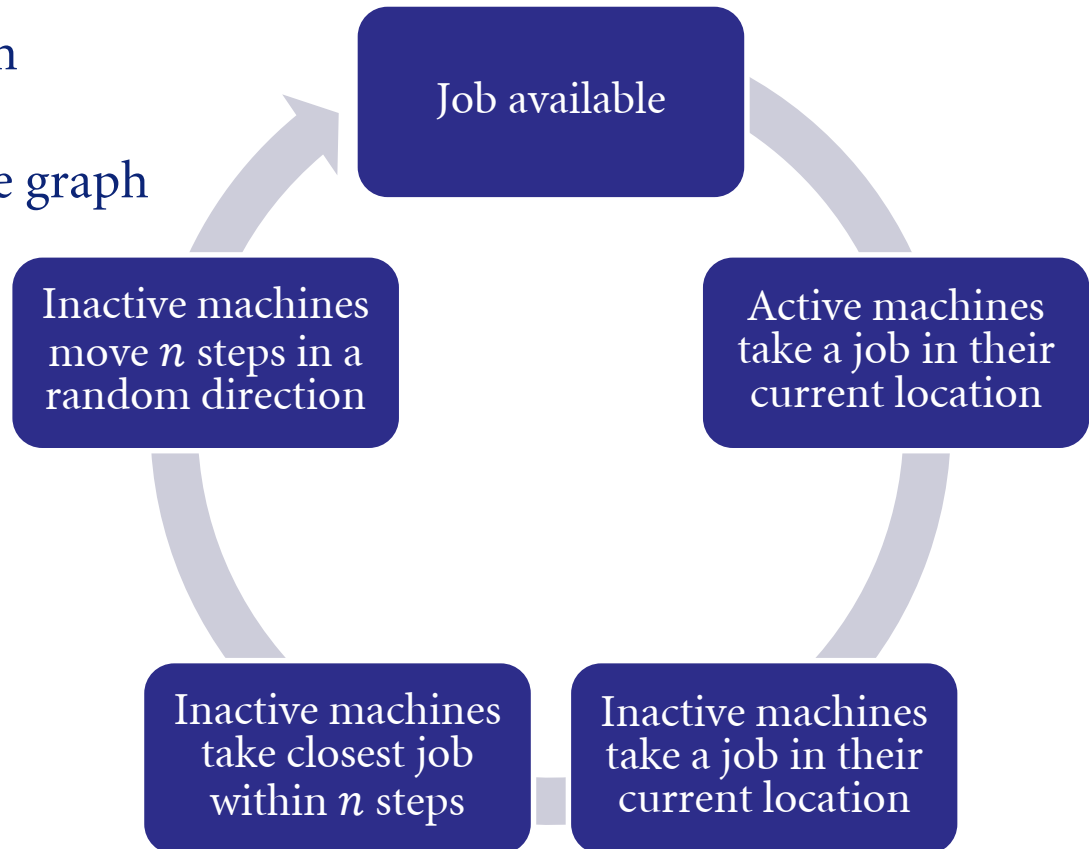 n
e graph
Job available
Active machines
take a job in their
current location
Inactive machines
take a job in their
current location
Inactive machines
take closest job
within n steps
Inactive machines
move n steps in a
random direction